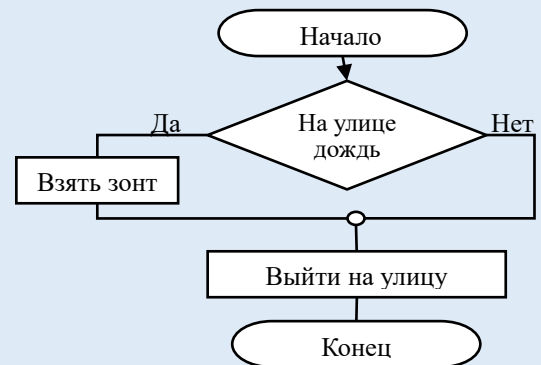 Начало
На улице
дождь
Да
Нет
Взять зонт
Выйти на улицу
Конец